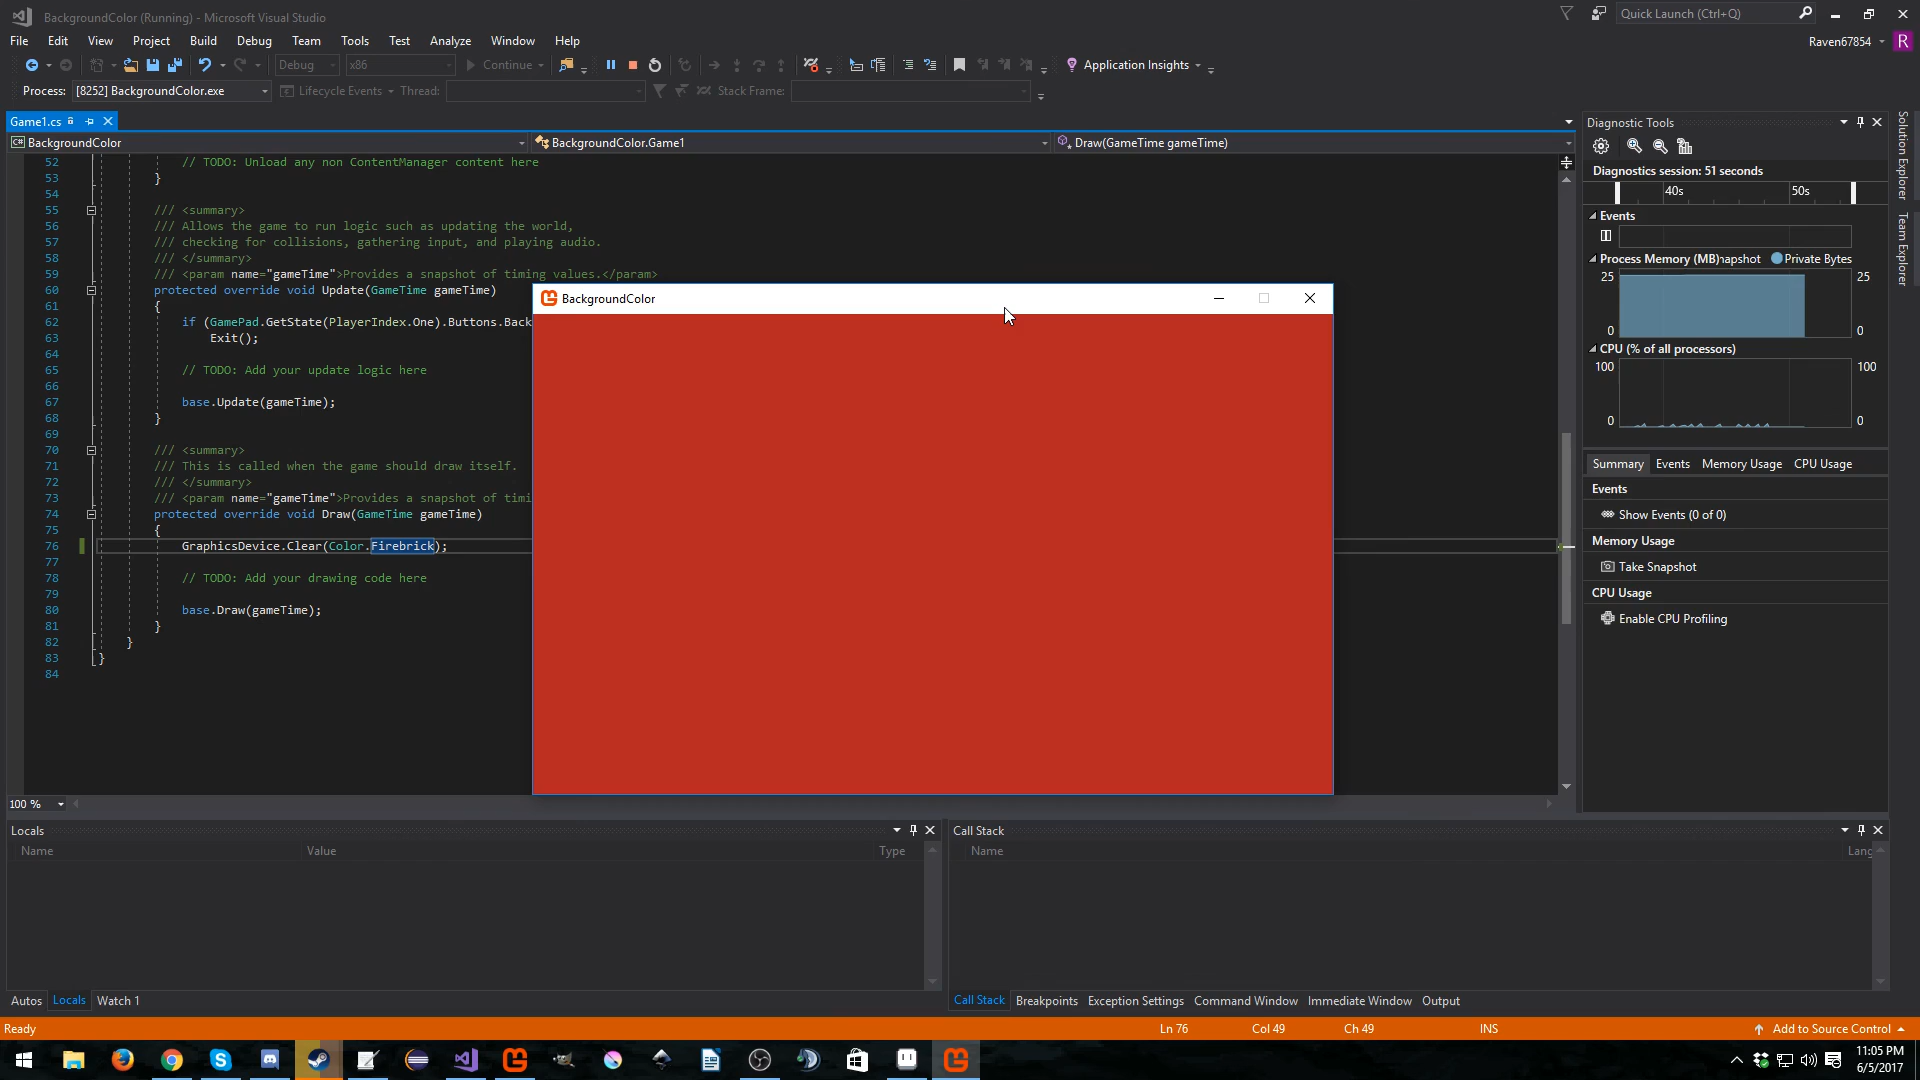 BackgroundColor (Running) - Microsoft Visual Studio
Quick Launch (Ctrl+Q)
File Edit View Project Build Debug Team Tools Test Analyze Window Help
Raven67854 R
Debug x86 Continue Application Insights
Process: [8252] BackgroundColor.exe Lifecycle Events Thread: Stack Frame:
Game1.cs
C# BackgroundColor BackgroundColor.Game1 Draw(GameTime gameTime)
52 // TODO: Unload any non ContentManager content here
53 }
54
55 /// <summary>
56 /// Allows the game to run logic such as updating the world,
57 /// checking for collisions, gathering input, and playing audio.
58 /// </summary>
59 /// <param name="gameTime">Provides a snapshot of timing values.</param>
60 protected override void Update(GameTime gameTime)
61 {
62 if (GamePad.GetState(PlayerIndex.One).Buttons.Back
63 Exit();
64
65 // TODO: Add your update logic here
66
67 base.Update(gameTime);
68 }
69
70 /// <summary>
71 /// This is called when the game should draw itself.
72 /// </summary>
73 /// <param name="gameTime">Provides a snapshot of timi
74 protected override void Draw(GameTime gameTime)
75 {
76 GraphicsDevice.Clear(Color.Firebrick);
77
78 // TODO: Add your drawing code here
79
80 base.Draw(gameTime);
81 }
82 }
83 }
84
BackgroundColor
Diagnostic Tools
Diagnostics session: 51 seconds
40s 50s
Events
Process Memory (MB)napshot Private Bytes
25 25
0 0
CPU (% of all processors)
100 100
0 0
Summary Events Memory Usage CPU Usage
Events
Show Events (0 of 0)
Memory Usage
Take Snapshot
CPU Usage
Enable CPU Profiling
Solution Explorer
Team Explorer
100 %
Locals
Name Value Type
Autos Locals Watch 1
Call Stack
Name Lang
Call Stack Breakpoints Exception Settings Command Window Immediate Window Output
Ready Ln 76 Col 49 Ch 49 INS Add to Source Control
11:05 PM
6/5/2017